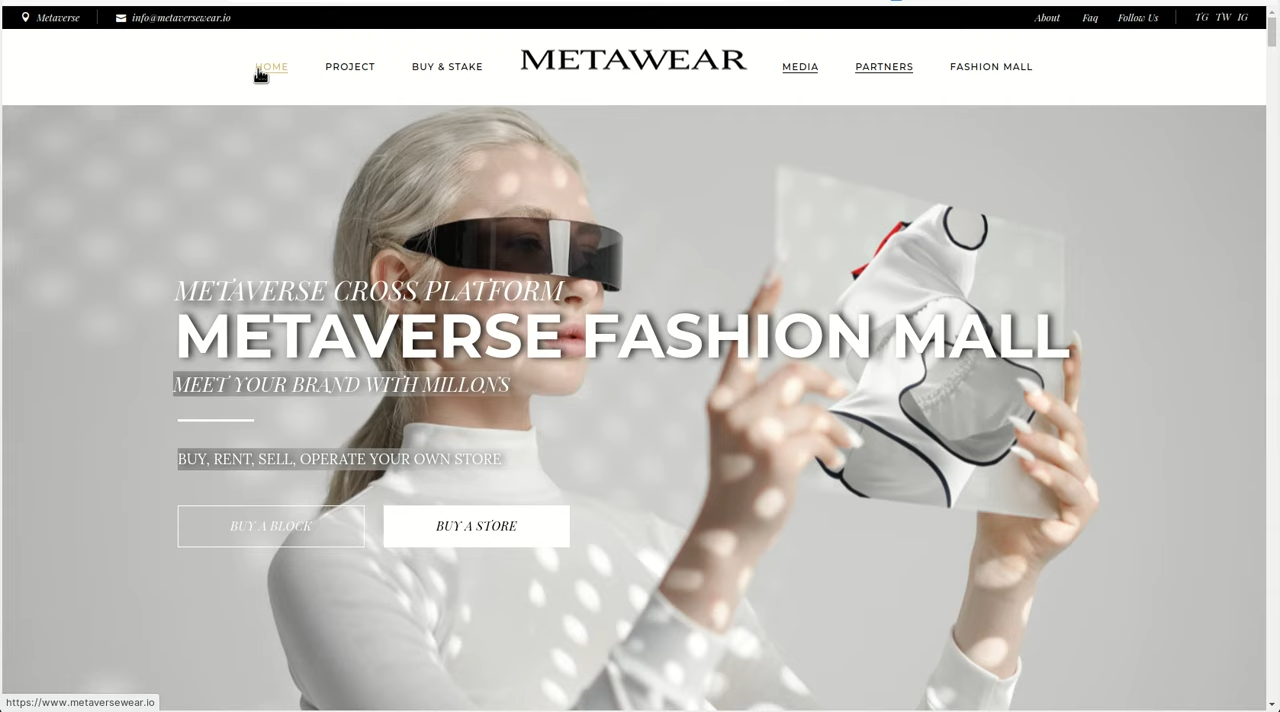 Metaverse info@metaversewear.io About Faq Follow Us TG TW IG
HOME PROJECT BUY & STAKE METAWEAR MEDIA PARTNERS FASHION MALL
METAVERSE CROSS PLATFORM
METAVERSE FASHION MALL
MEET YOUR BRAND WITH MILLONS
BUY, RENT, SELL, OPERATE YOUR OWN STORE
BUY A BLOCK BUY A STORE
https://www.metaversewear.io